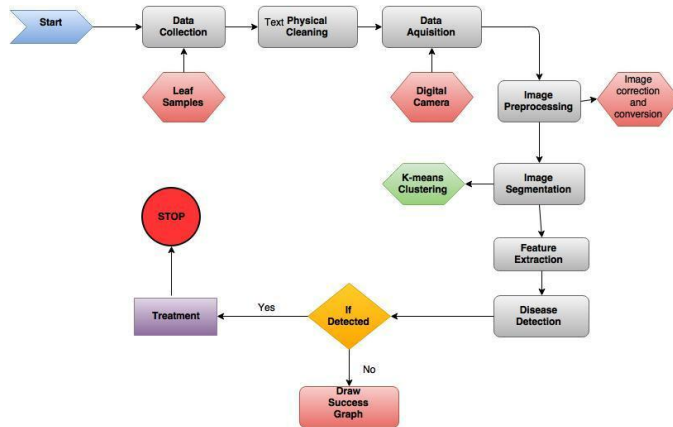 Start
Data
Collection
Text
Physical
Cleaning
Data
Aquisition
Leaf
Samples
Digital
Camera
Image
Preprocessing
Image
correction
and
conversion
K-means
Clustering
Image
Segmentation
STOP
Feature
Extraction
Treatment
Yes
If
Detected
Disease
Detection
No
Draw
Success
Graph